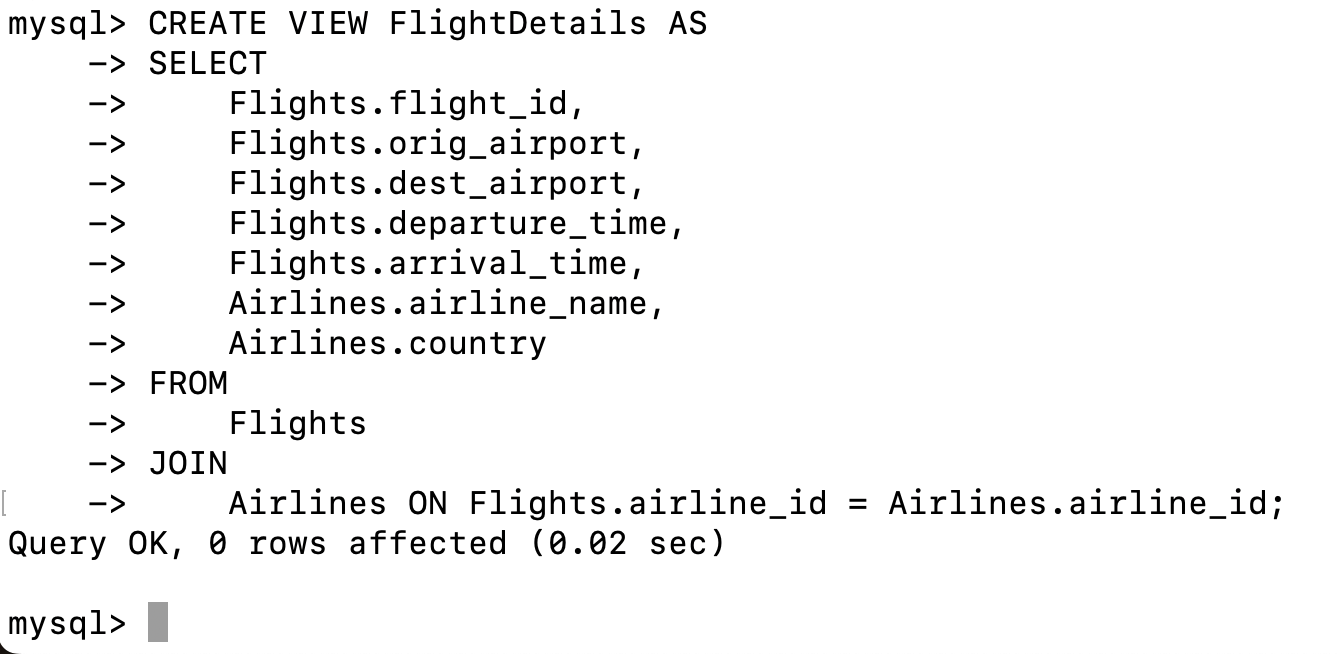 mysql> CREATE VIEW FlightDetails AS
    -> SELECT
    ->     Flights.flight_id,
    ->     Flights.orig_airport,
    ->     Flights.dest_airport,
    ->     Flights.departure_time,
    ->     Flights.arrival_time,
    ->     Airlines.airline_name,
    ->     Airlines.country
    -> FROM
    ->     Flights
    -> JOIN
[    ->     Airlines ON Flights.airline_id = Airlines.airline_id;
Query OK, 0 rows affected (0.02 sec)

mysql>